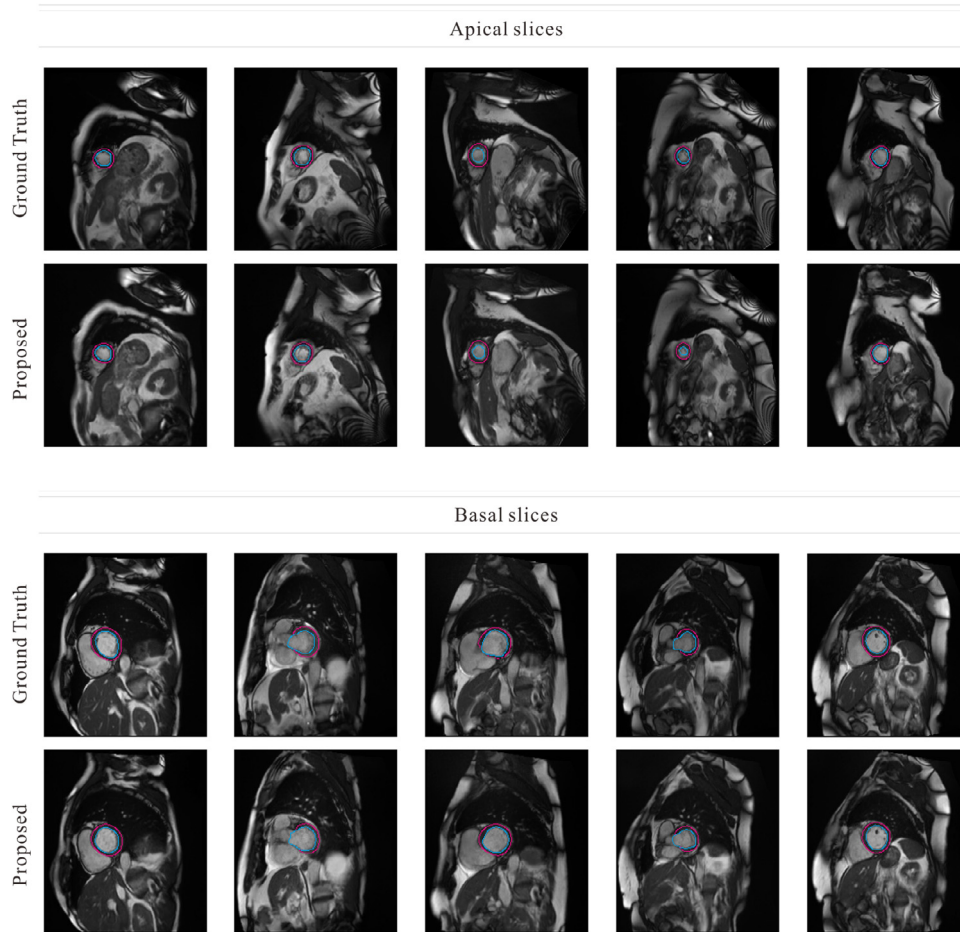 Apical slices
Ground Truth
Proposed
Basal slices
Ground Truth
Proposed